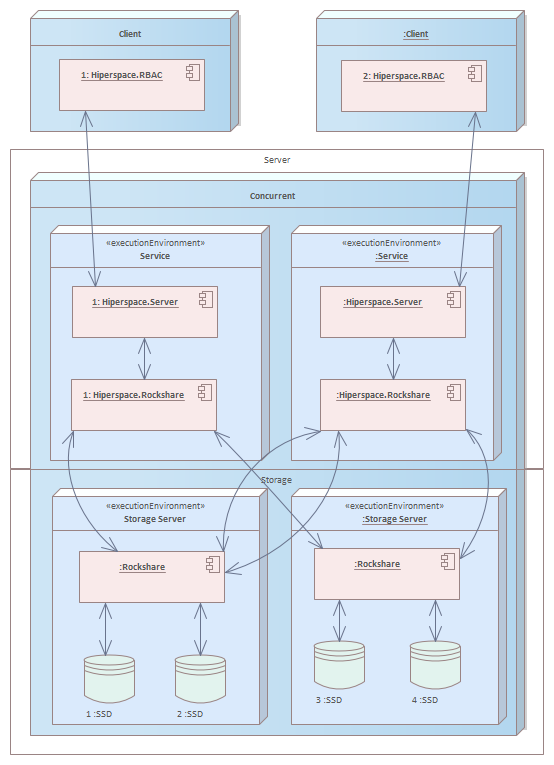 Client
:Client
1: Hiperspace.RBAC
2: Hiperspace.RBAC
Server
Concurrent
«executionEnvironment»
Service
«executionEnvironment»
:Service
1: Hiperspace.Server
:Hiperspace.Server
1: Hiperspace.Rockshare
:Hiperspace.Rockshare
Storage
«executionEnvironment»
Storage Server
«executionEnvironment»
:Storage Server
:Rockshare
:Rockshare
1 :SSD
2 :SSD
3 :SSD
4 :SSD